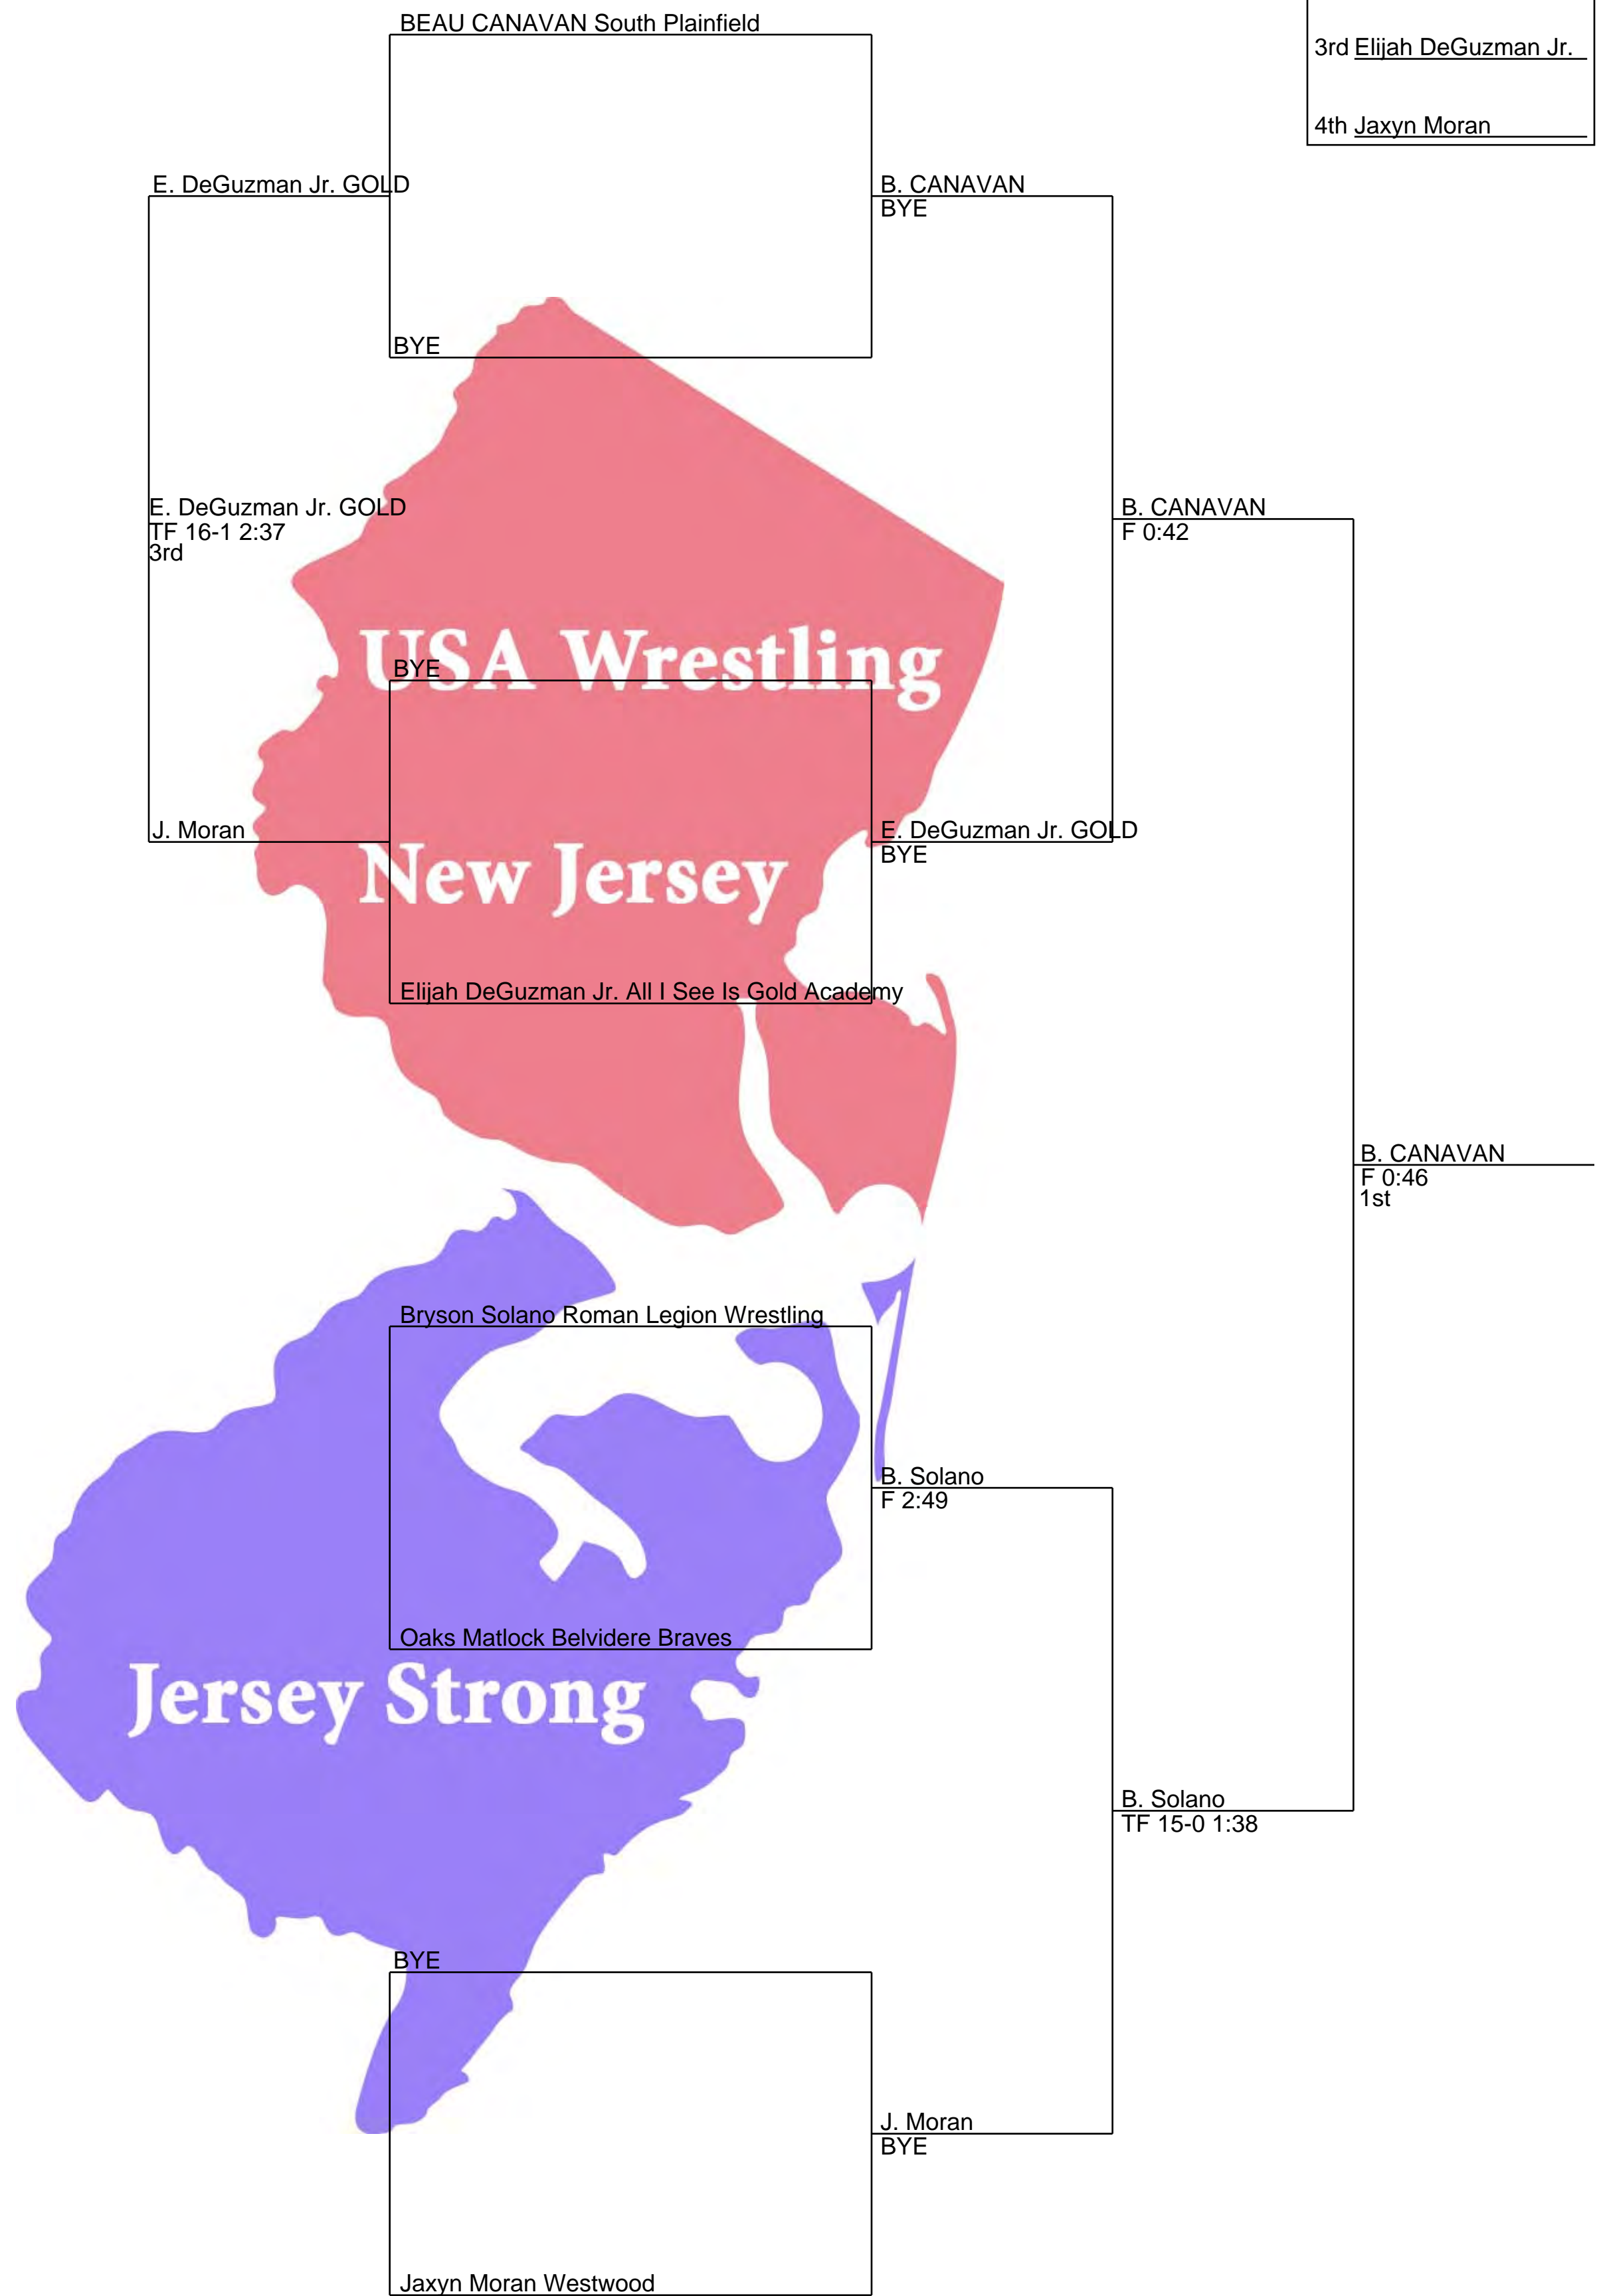 BEAU CANAVAN South Plainfield
3rd Elijah DeGuzman Jr.
4th Jaxyn Moran
E. DeGuzman Jr. GOLD
B. CANAVAN
BYE
BYE
E. DeGuzman Jr. GOLD
TF 16-1 2:37
3rd
B. CANAVAN
F 0:42
USA Wrestling
BYE
J. Moran
E. DeGuzman Jr. GOLD
BYE
New Jersey
Elijah DeGuzman Jr. All I See Is Gold Academy
B. CANAVAN
F 0:46
1st
Bryson Solano Roman Legion Wrestling
B. Solano
F 2:49
Oaks Matlock Belvidere Braves
Jersey Strong
B. Solano
TF 15-0 1:38
BYE
J. Moran
BYE
Jaxyn Moran Westwood